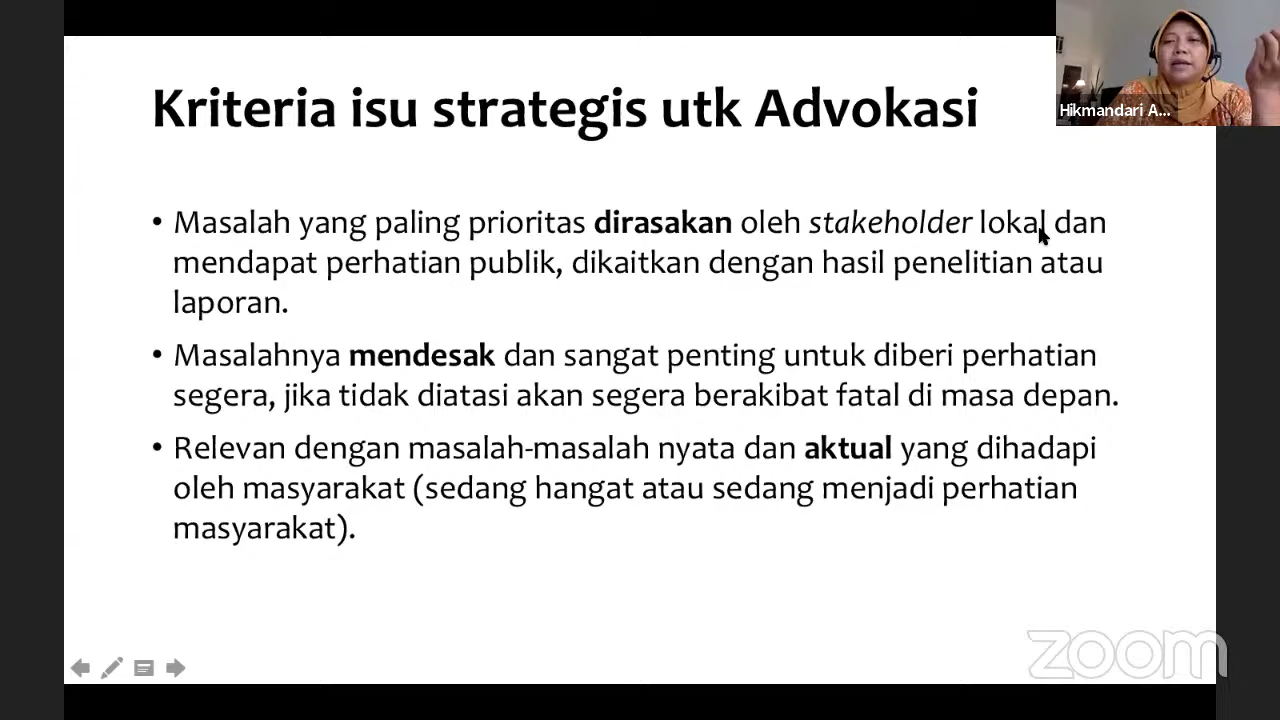 Kriteria isu strategis utk Advokasi
Hikmandari A...
• Masalah yang paling prioritas dirasakan oleh stakeholder lokal dan
mendapat perhatian publik, dikaitkan dengan hasil penelitian atau
laporan.
• Masalahnya mendesak dan sangat penting untuk diberi perhatian
segera, jika tidak diatasi akan segera berakibat fatal di masa depan.
• Relevan dengan masalah-masalah nyata dan aktual yang dihadapi
oleh masyarakat (sedang hangat atau sedang menjadi perhatian
masyarakat).
zoom